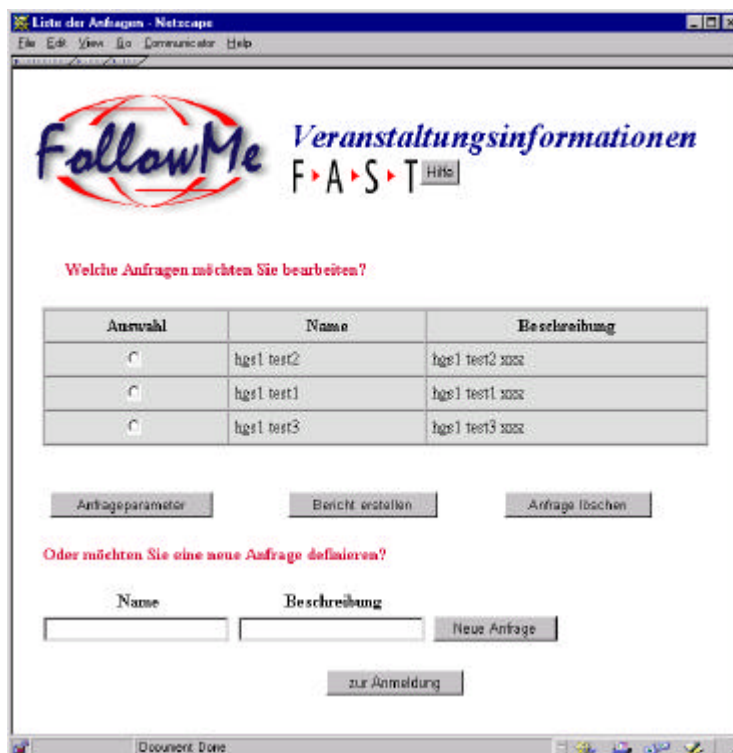 Liste der Anfragen - Netscape
File Edit View Go Communicator Help
FollowMe
Veranstaltungsinformationen
F A S T Hilfe
Welche Anfragen möchten Sie bearbeiten?
Auswahl Name Beschreibung
hgs1 test2 hgs1 test2 xxx
hgs1 test1 hgs1 test1 xxx
hgs1 test3 hgs1 test3 xxx
Anfrageparameter Bericht erstellen Anfrage löschen
Oder möchten Sie eine neue Anfrage definieren?
Name Beschreibung
Neue Anfrage
zur Anmeldung
Document Done